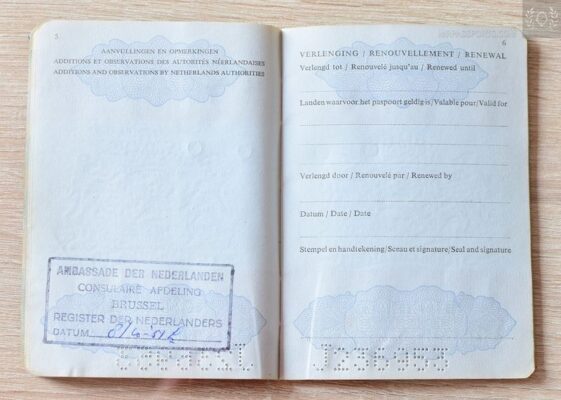 5
AANVULLINGEN EN OPMERKINGEN
ADDITIONS ET OBSERVATIONS DES AUTORITÉS NÉERLANDAISES
ADDITIONS AND OBSERVATIONS BY NETHERLANDS AUTHORITIES
AMBASSADE DER NEDERLANDEN
CONSULAIRE AFDELING
BRUSSEL
REGISTER DER NEDERLANDERS
DATUM
6
VERLENGING / RENOUVELLEMENT / RENEWAL
Verlengd tot / Renouvelé jusqu'au / Renewed until
Landen waarvoor het paspoort geldig is / Valable pour / Valid for
Verlengd door / Renouvelé par / Renewed by
Datum / Date / Date
Stempel en handtekening / Sceau et signature / Seal and signature